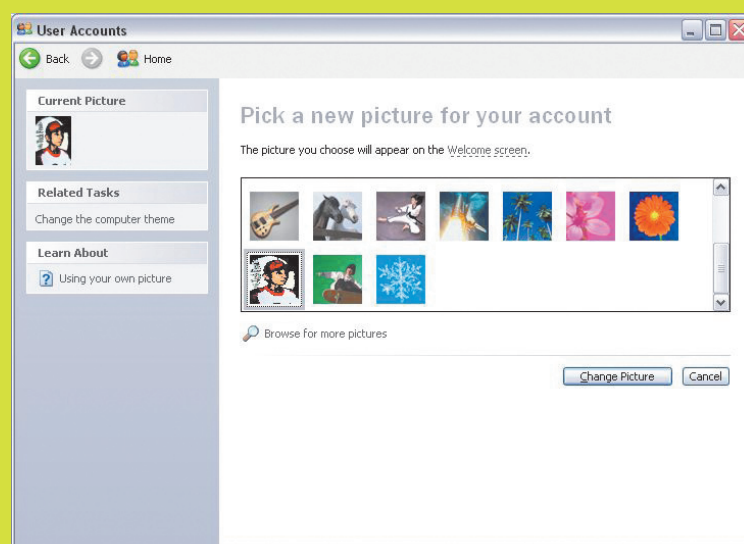 User Accounts
Back
Home
Current Picture
Related Tasks
Change the computer theme
Learn About
Using your own picture
Pick a new picture for your account
The picture you choose will appear on the Welcome screen.
Browse for more pictures
Change Picture
Cancel